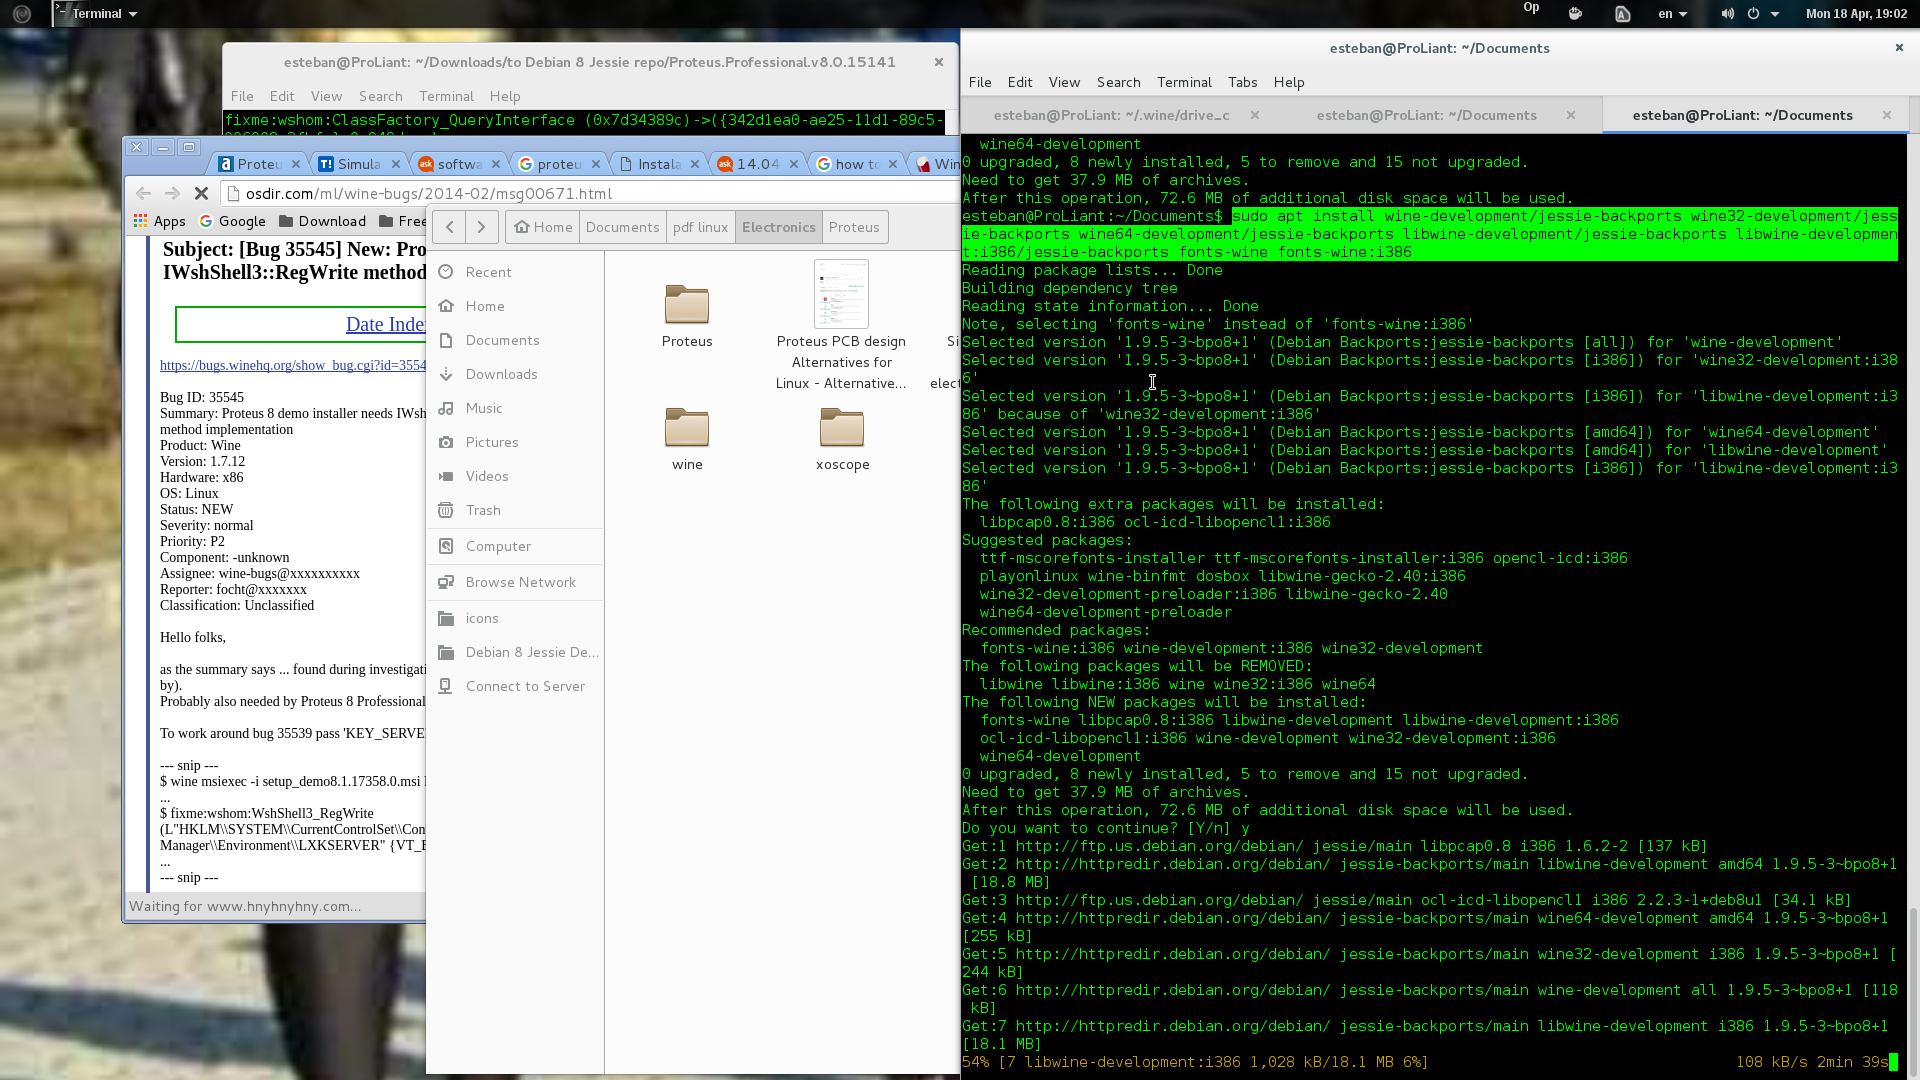 Terminal
Op
en
Mon 18 Apr, 19:02
esteban@ProLiant: ~/Downloads/to Debian 8 Jessie repo/Proteus.Professional.v8.0.15141
File Edit View Search Terminal Help
fixme:wshom:ClassFactory_QueryInterface (0x7d34389c)->({342d1ea0-ae25-11d1-89c5-
Proteu
Simula
softwa
proteu
Instala
14.04
how to
Win
osdir.com/ml/wine-bugs/2014-02/msg00671.html
Apps Google Download Free
Subject: [Bug 35545] New: Pro
IWshShell3::RegWrite method
Date Inde
https://bugs.winehq.org/show_bug.cgi?id=3554
Bug ID: 35545
Summary: Proteus 8 demo installer needs IWsh
method implementation
Product: Wine
Version: 1.7.12
Hardware: x86
OS: Linux
Status: NEW
Severity: normal
Priority: P2
Component: -unknown
Assignee: wine-bugs@xxxxxxxxxx
Reporter: focht@xxxxxxx
Classification: Unclassified
Hello folks,
as the summary says ... found during investigati
by).
Probably also needed by Proteus 8 Professional
To work around bug 35539 pass 'KEY_SERVE
--- snip ---
$ wine msiexec -i setup_demo8.1.17358.0.msi
...
$ fixme:wshom:WshShell3_RegWrite
(L"HKLM\\SYSTEM\\CurrentControlSet\\Con
Manager\\Environment\\LXKSERVER" {VT_
...
--- snip ---
Waiting for www.hnyhnyhny.com...
Home Documents pdf linux Electronics Proteus
Recent
Home
Documents
Downloads
Music
Pictures
Videos
Trash
Computer
Browse Network
icons
Debian 8 Jessie De...
Connect to Server
Proteus
Proteus PCB design
Alternatives for
Linux - Alternative...
Si
elect
wine
xoscope
esteban@ProLiant: ~/Documents
File Edit View Search Terminal Tabs Help
esteban@ProLiant: ~/.wine/drive_c
esteban@ProLiant: ~/Documents
esteban@ProLiant: ~/Documents
wine64-development
0 upgraded, 8 newly installed, 5 to remove and 15 not upgraded.
Need to get 37.9 MB of archives.
After this operation, 72.6 MB of additional disk space will be used.
esteban@ProLiant:~/Documents$ sudo apt install wine-development/jessie-backports wine32-development/jess
ie-backports wine64-development/jessie-backports libwine-development/jessie-backports libwine-developmen
t:i386/jessie-backports fonts-wine fonts-wine:i386
Reading package lists... Done
Building dependency tree
Reading state information... Done
Note, selecting 'fonts-wine' instead of 'fonts-wine:i386'
Selected version '1.9.5-3~bpo8+1' (Debian Backports:jessie-backports [all]) for 'wine-development'
Selected version '1.9.5-3~bpo8+1' (Debian Backports:jessie-backports [i386]) for 'wine32-development:i38
6'
Selected version '1.9.5-3~bpo8+1' (Debian Backports:jessie-backports [i386]) for 'libwine-development:i3
86' because of 'wine32-development:i386'
Selected version '1.9.5-3~bpo8+1' (Debian Backports:jessie-backports [amd64]) for 'wine64-development'
Selected version '1.9.5-3~bpo8+1' (Debian Backports:jessie-backports [amd64]) for 'libwine-development'
Selected version '1.9.5-3~bpo8+1' (Debian Backports:jessie-backports [i386]) for 'libwine-development:i3
86'
The following extra packages will be installed:
libpcap0.8:i386 ocl-icd-libopencl1:i386
Suggested packages:
ttf-mscorefonts-installer ttf-mscorefonts-installer:i386 opencl-icd:i386
playonlinux wine-binfmt dosbox libwine-gecko-2.40:i386
wine32-development-preloader:i386 libwine-gecko-2.40
wine64-development-preloader
Recommended packages:
fonts-wine:i386 wine-development:i386 wine32-development
The following packages will be REMOVED:
libwine libwine:i386 wine wine32:i386 wine64
The following NEW packages will be installed:
fonts-wine libpcap0.8:i386 libwine-development libwine-development:i386
ocl-icd-libopencl1:i386 wine-development wine32-development:i386
wine64-development
0 upgraded, 8 newly installed, 5 to remove and 15 not upgraded.
Need to get 37.9 MB of archives.
After this operation, 72.6 MB of additional disk space will be used.
Do you want to continue? [Y/n] y
Get:1 http://ftp.us.debian.org/debian/ jessie/main libpcap0.8 i386 1.6.2-2 [137 kB]
Get:2 http://httpredir.debian.org/debian/ jessie-backports/main libwine-development amd64 1.9.5-3~bpo8+1
[18.8 MB]
Get:3 http://ftp.us.debian.org/debian/ jessie/main ocl-icd-libopencl1 i386 2.2.3-1+deb8u1 [34.1 kB]
Get:4 http://httpredir.debian.org/debian/ jessie-backports/main wine64-development amd64 1.9.5-3~bpo8+1
[255 kB]
Get:5 http://httpredir.debian.org/debian/ jessie-backports/main wine32-development i386 1.9.5-3~bpo8+1 [
244 kB]
Get:6 http://httpredir.debian.org/debian/ jessie-backports/main wine-development all 1.9.5-3~bpo8+1 [118
kB]
Get:7 http://httpredir.debian.org/debian/ jessie-backports/main libwine-development i386 1.9.5-3~bpo8+1
[18.1 MB]
54% [7 libwine-development:i386 1,028 kB/18.1 MB 6%] 108 kB/s 2min 39s